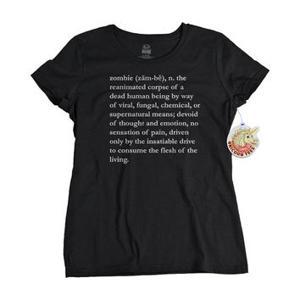 zombie (zäm-bē), n. the
reanimated corpse of a
dead human being by way
of viral, fungal, chemical, or
supernatural means; devoid
of thought and emotion, no
sensation of pain, driven
only by the insatiable drive
to consume the flesh of the
living.